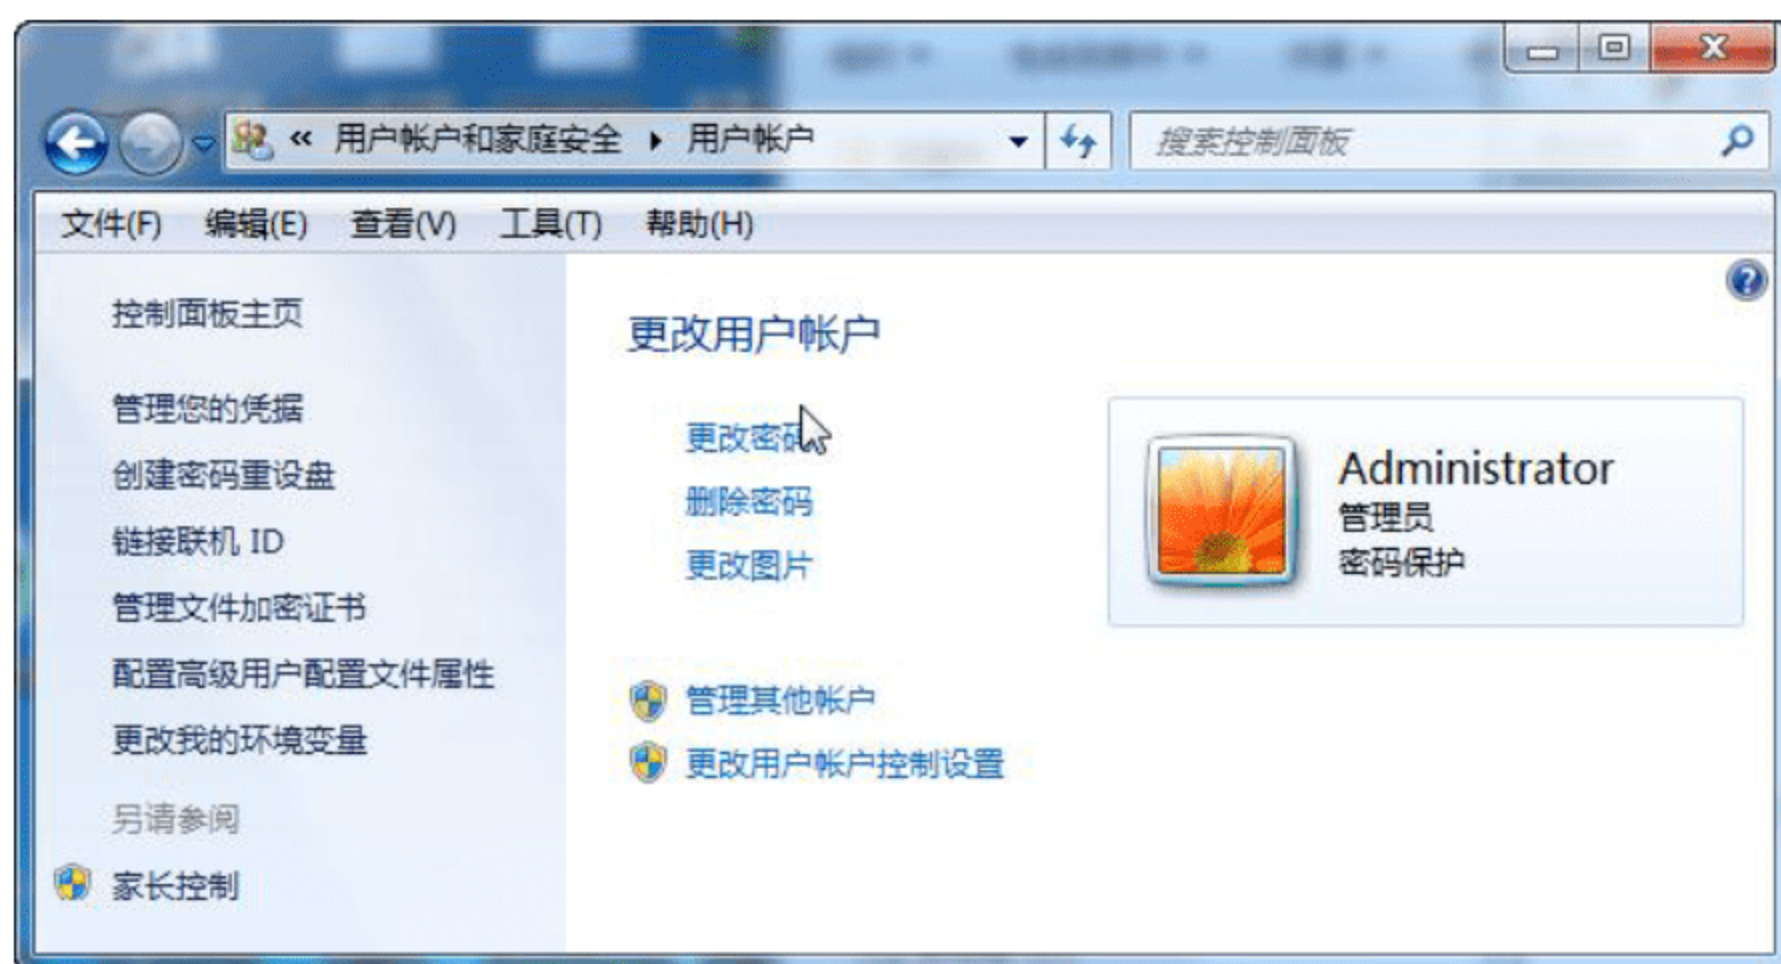 « 用户帐户和家庭安全 ▸ 用户帐户
搜索控制面板
文件(F) 编辑(E) 查看(V) 工具(T) 帮助(H)
控制面板主页
管理您的凭据
创建密码重设盘
链接联机 ID
管理文件加密证书
配置高级用户配置文件属性
更改我的环境变量
另请参阅
家长控制
更改用户帐户
更改密码
删除密码
更改图片
管理其他帐户
更改用户帐户控制设置
Administrator
管理员
密码保护